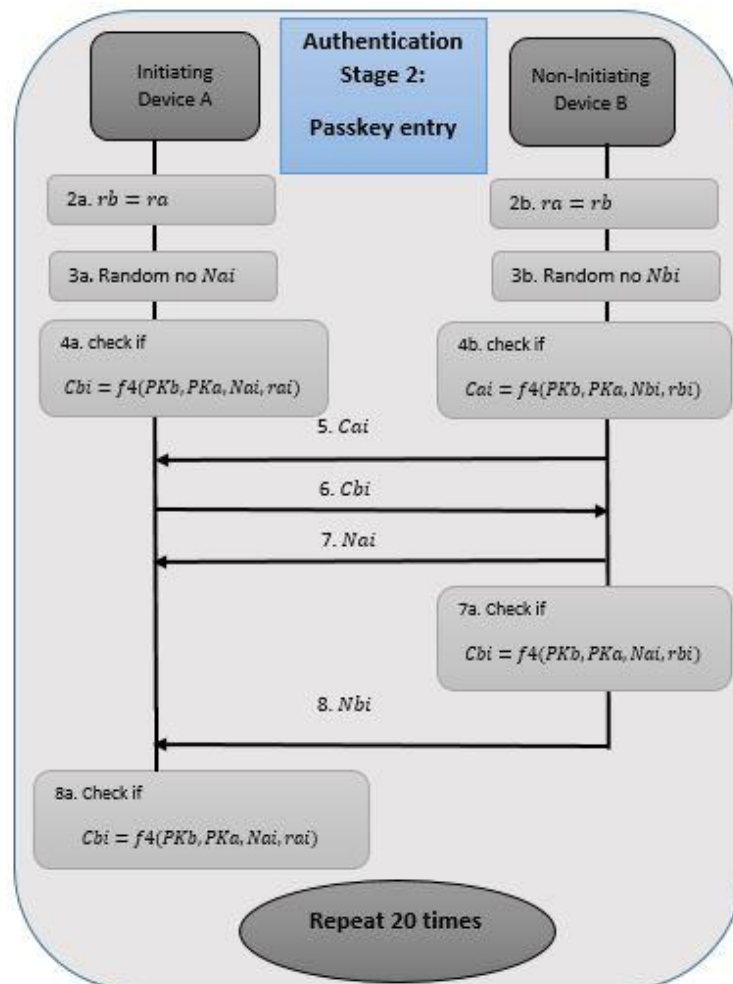 Initiating
Device A
Authentication
Stage 2:
Passkey entry
Non-Initiating
Device B
2a. rb = ra
2b. ra = rb
3a. Random no Nai
3b. Random no Nbi
4a. check if
Cbi = f4(PKb, PKa, Nai, rai)
4b. check if
Cai = f4(PKb, PKa, Nbi, rbi)
5. Cai
6. Cbi
7. Nai
7a. Check if
Cbi = f4(PKb, PKa, Nai, rbi)
8. Nbi
8a. Check if
Cbi = f4(PKb, PKa, Nai, rai)
Repeat 20 times